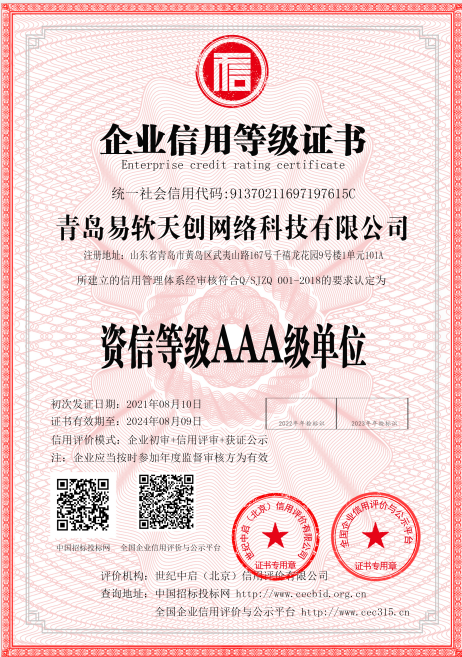 信
企业信用等级证书
Enterprise credit rating certificate
统一社会信用代码:91370211697197615C
青岛易软天创网络科技有限公司
注册地址：山东省青岛市黄岛区武夷山路167号千禧龙花园9号楼1单元101A
所建立的信用管理体系经审核符合Q/SJZQ 001-2018的要求认定为
资信等级AAA级单位
初次发证日期：2021年08月10日
证书有效期至：2024年08月09日
2022年年检标识
2023年年检标识
信用评价模式：企业初审+信用评审+获证公示
注：企业应当按时参加年度监督审核方为有效
中国招标投标网
全国企业信用评价与公示平台
世纪中启（北京）信用评价有限公司
证书专用章
全国企业信用评价与公示平台
证书专用章
评价机构：世纪中启（北京）信用评价有限公司
查询地址：中国招标投标网 http://www.cecbid.org.cn
全国企业信用评价与公示平台 http://www.cec315.cn